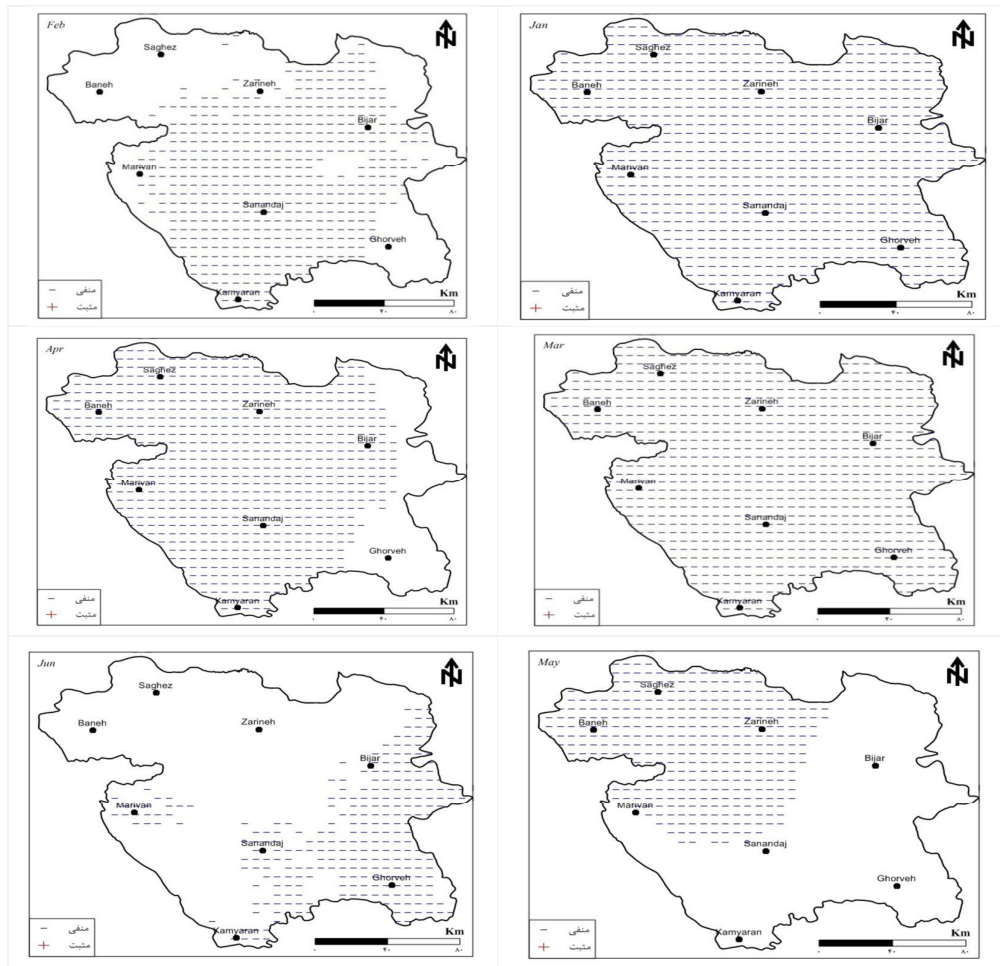 Feb
Saghez
Baneh
Zarineh
Bijar
Marivan
Sanandaj
Ghorveh
Kamyaran
منفی
مثبت
Km
۰ ۴۰ ۸۰
Jan
Saghez
Baneh
Zarineh
Bijar
Marivan
Sanandaj
Ghorveh
Kamyaran
منفی
مثبت
Km
۰ ۴۰ ۸۰
Apr
Saghez
Baneh
Zarineh
Bijar
Marivan
Sanandaj
Ghorveh
Kamyaran
منفی
مثبت
Km
۰ ۴۰ ۸۰
Mar
Saghez
Baneh
Zarineh
Bijar
Marivan
Sanandaj
Ghorveh
Kamyaran
منفی
مثبت
Km
۰ ۴۰ ۸۰
Jun
Saghez
Baneh
Zarineh
Bijar
Marivan
Sanandaj
Ghorveh
Kamyaran
منفی
مثبت
Km
۰ ۴۰ ۸۰
May
Saghez
Baneh
Zarineh
Bijar
Marivan
Sanandaj
Ghorveh
Kamyaran
منفی
مثبت
Km
۰ ۴۰ ۸۰